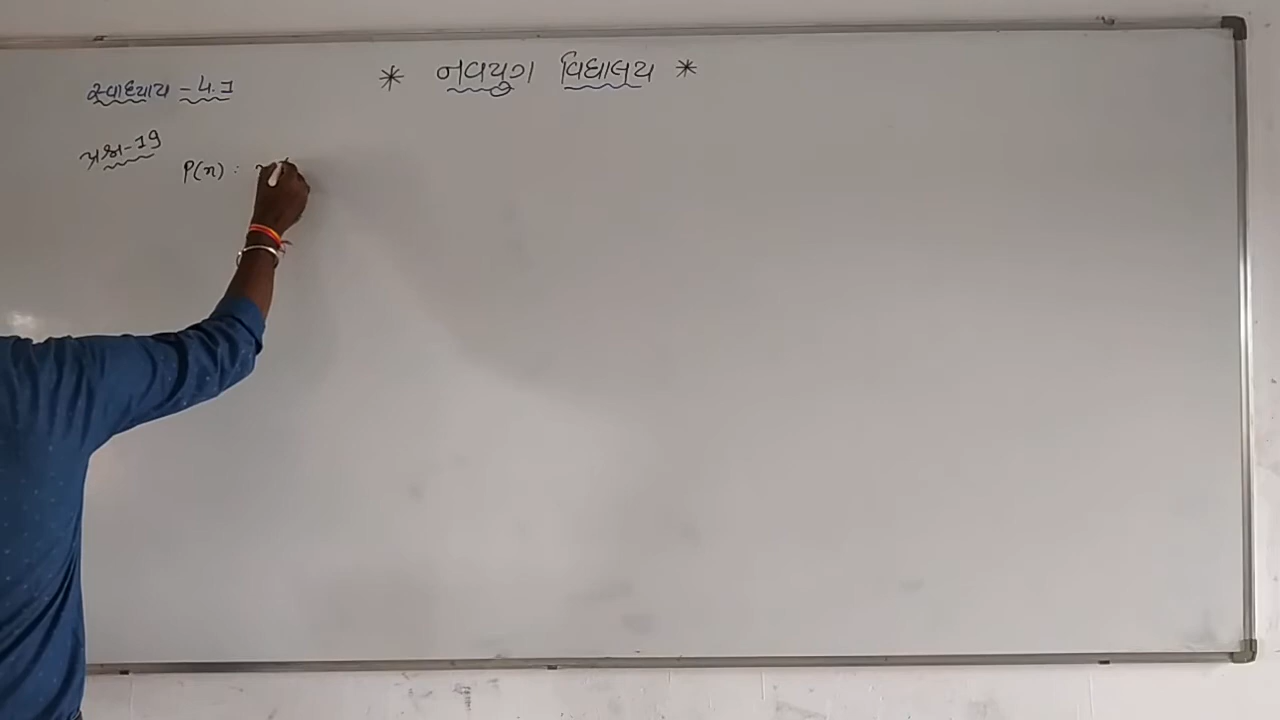 * નવયુગ વિદ્યાલય *
સ્વાધ્યાય - 4.1
પ્રશ્ન-19
P(n) : n